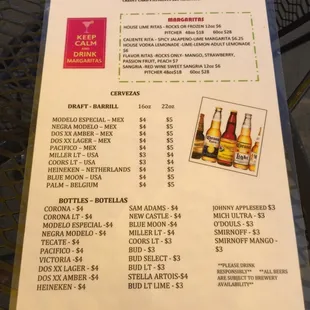 KEEP
CALM
AND
DRINK
MARGARITAS
MARGARITAS
HOUSE LIME RITAS - ROCKS OR FROZEN 12oz $6
PITCHER 48oz $18 60oz $28
CALIENTE RITA - SPICY JALAPENO-LIME MARGARITA $6.25
HOUSE VODKA LEMONADE -LIME-LEMON ADULT LEMONADE
$6
FLAVOR RITAS -ROCKS ONLY- MANGO, STRAWBERRY,
PASSION FRUIT, PEACH $7
SANGRIA -RED WINE SWEET SANGRIA 12oz $6
PITCHER 48oz$18 60oz $28
CERVEZAS
DRAFT - BARRILL 16oz 22oz
MODELO ESPECIAL – MEX $4 $5
NEGRA MODELO – MEX $4 $5
DOS XX AMBER – MEX $4 $5
DOS XX LAGER – MEX $4 $5
PACIFICO – MEX $4 $5
MILLER LT – USA $3 $4
COORS LT – USA $3 $4
HEINEKEN – NETHERLANDS $4 $5
BLUE MOON – USA $4 $5
PALM – BELGIUM $4 $5
BOTTLES – BOTELLAS
CORONA - $4
CORONA LT - $4
MODELO ESPECIAL -$4
NEGRA MODELO - $4
TECATE - $4
PACIFICO - $4
VICTORIA - $4
DOS XX LAGER - $4
DOS XX AMBER -$4
HEINEKEN - $4
SAM ADAMS - $4
NEW CASTLE - $4
BLUE MOON -$4
MILLER LT - $4
COORS LT - $3
BUD - $3
BUD SELECT - $3
BUD LT - $3
STELLA ARTOIS-$4
BUD LT LIME - $3
JOHNNY APPLESEED $3
MICH ULTRA - $3
O'DOULS - $3
SMIRNOFF - $3
SMIRNOFF MANGO -
$3
**PLEASE DRINK
RESPONSIBLY** **ALL BEERS
ARE SUBJECT TO BREWERY
AVAILABILITY**